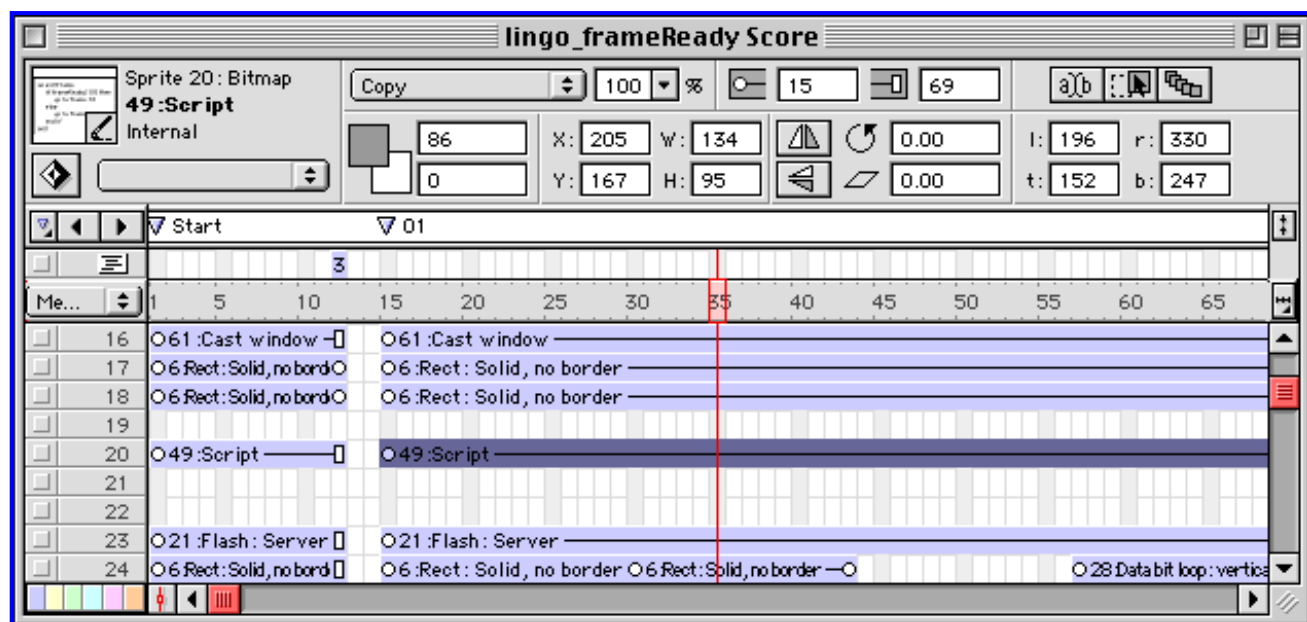 lingo_frameReady Score
Sprite 20: Bitmap
49:Script
Internal
Copy 100 % 15 69
86 X: 205 W: 134 0.00 l: 196 r: 330
0 Y: 167 H: 95 0.00 t: 152 b: 247
Start 01
3
Me... 1 5 10 15 20 25 30 35 40 45 50 55 60 65
16 61:Cast window 61:Cast window
17 6:Rect:Solid, no bord 6:Rect: Solid, no border
18 6:Rect:Solid, no bord 6:Rect: Solid, no border
19
20 49:Script 49:Script
21
22
23 21:Flash: Server 21:Flash: Server
24 6:Rect:Solid, no bord 6:Rect: Solid, no border 6:Rect:Solid, no border 28:Data bit loop: vertica